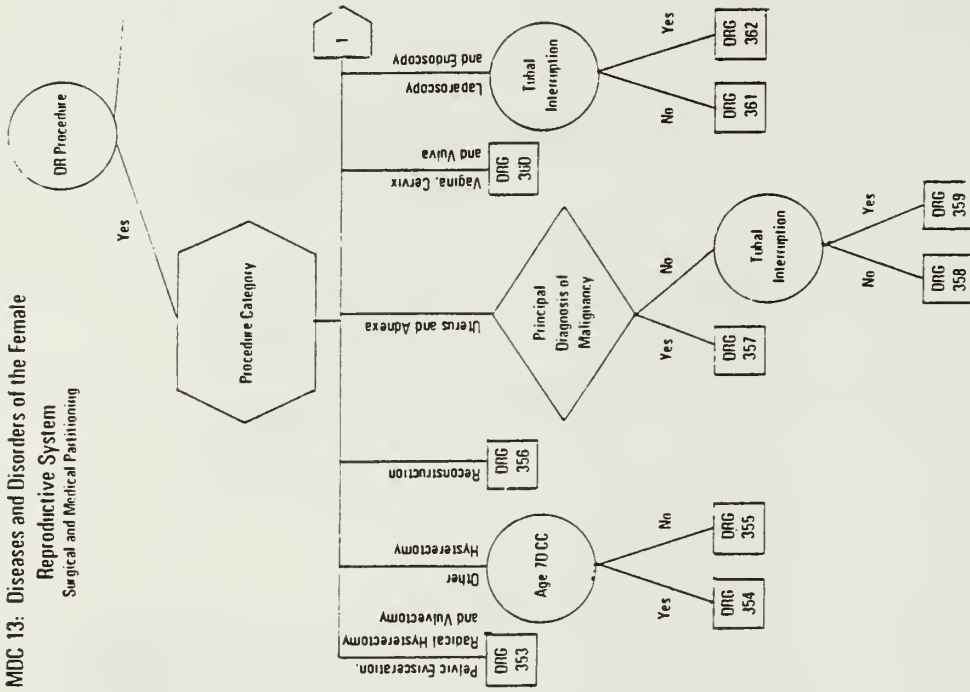 MDC 13: Diseases and Disorders of the Female
Reproductive System
Surgical and Medical Partitioning
OR Procedure
Yes
Procedure Category
1
Pelvic Evisceration,
Radical Hysterectomy
and Vulvectomy
DRG
353
Other
Hysterectomy
Age 70 CC
Yes
No
DRG
354
DRG
355
Reconstruction
DRG
356
Uterus and Adnexa
Principal
Diagnosis of
Malignancy
Yes
No
DRG
357
Tubal
Interruption
No
Yes
DRG
358
DRG
359
Vagina, Cervix
and Vulva
DRG
360
Laparoscopy
and Endoscopy
Tubal
Interruption
No
Yes
DRG
361
DRG
362